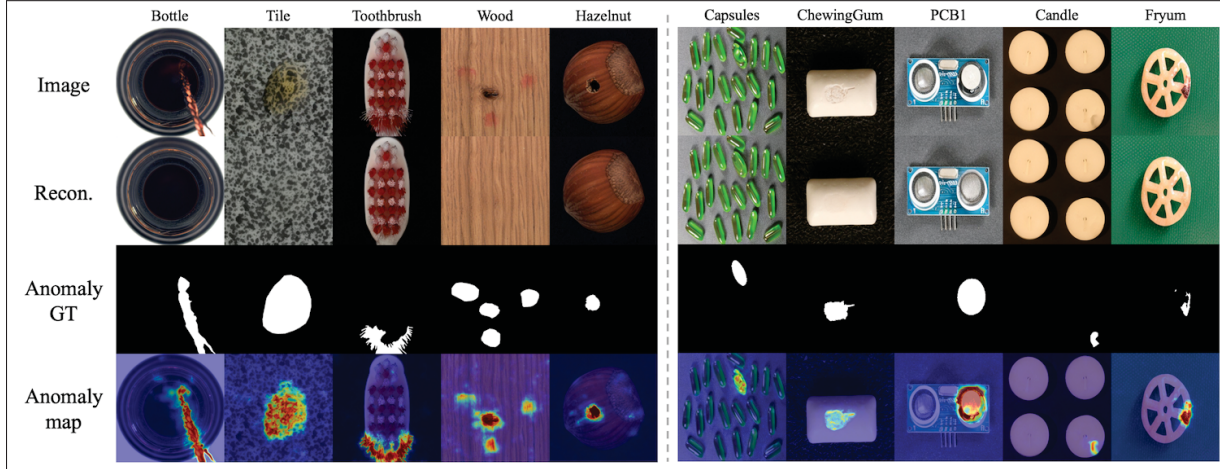 Bottle Tile Toothbrush Wood Hazelnut Capsules ChewingGum PCB1 Candle Fryum
Image
Recon.
Anomaly
GT
Anomaly
map